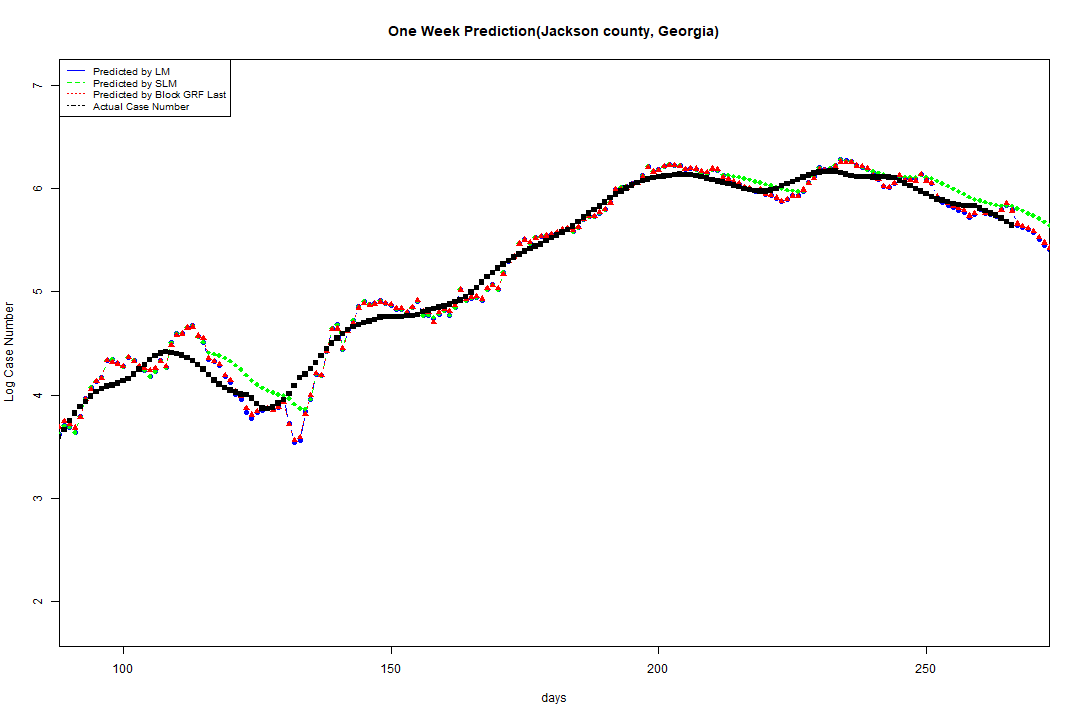 One Week Prediction(Jackson county, Georgia)
Predicted by LM
Predicted by SLM
Predicted by Block GRF Last
Actual Case Number
Log Case Number
7
6
5
4
3
2
100 150 200 250
days